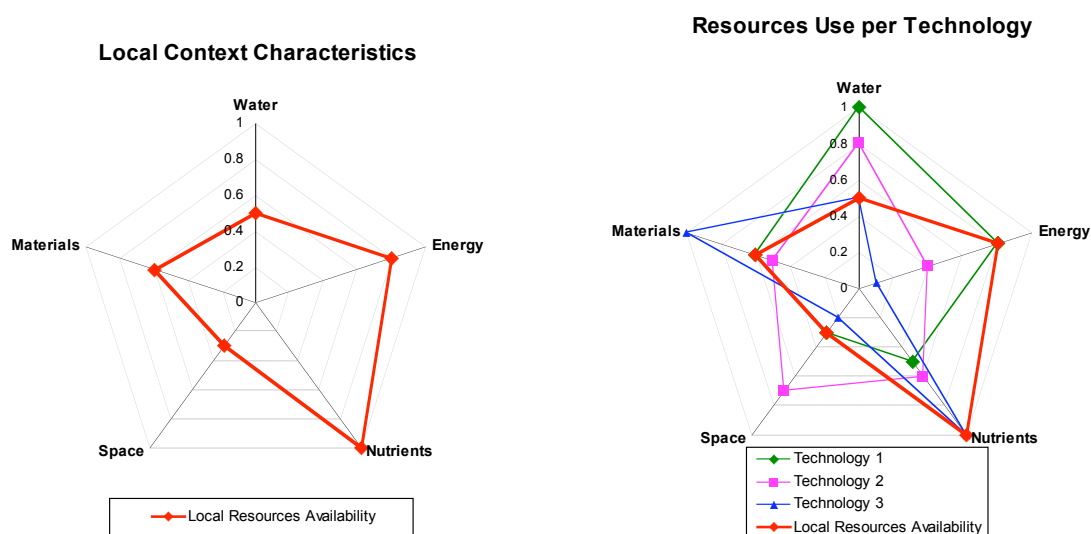 Local Context Characteristics
Water
1
0.8
0.6
0.4
0.2
0
Energy
Nutrients
Space
Materials
Local Resources Availability
Resources Use per Technology
Water
1
0.8
0.6
0.4
0.2
0
Energy
Nutrients
Space
Materials
Technology 1
Technology 2
Technology 3
Local Resources Availability